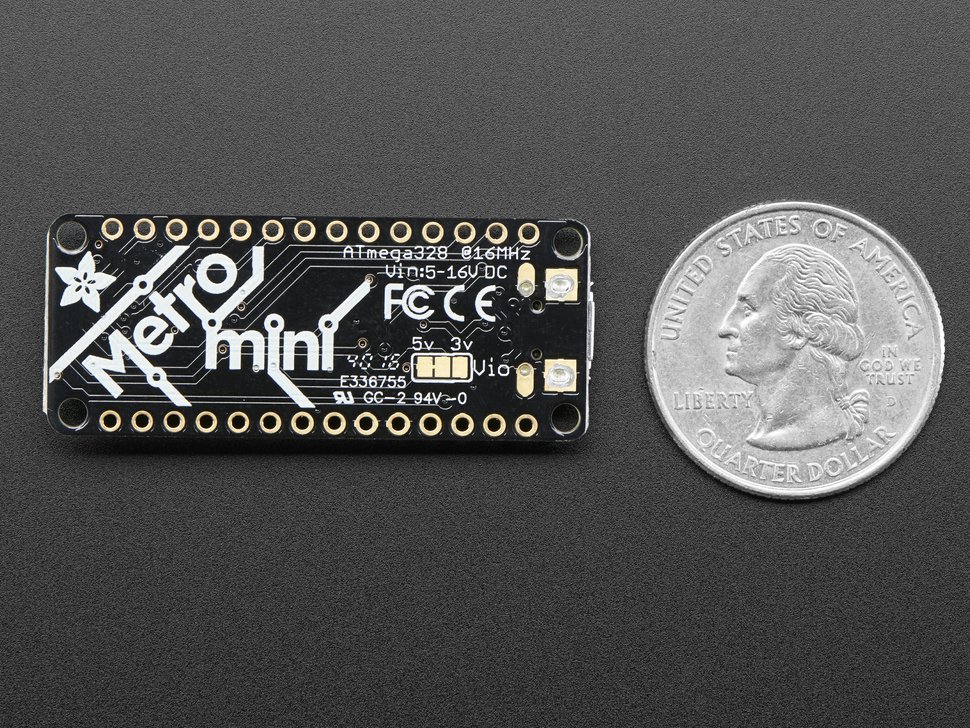 Metro
mini
ATmega328 @16MHz
Vin:5-16V DC
FC CE
5v 3v
Vio
4016
E336755
GC-2 94V-0
UNITED STATES OF AMERICA
LIBERTY
IN
GOD WE
TRUST
D
QUARTER DOLLAR